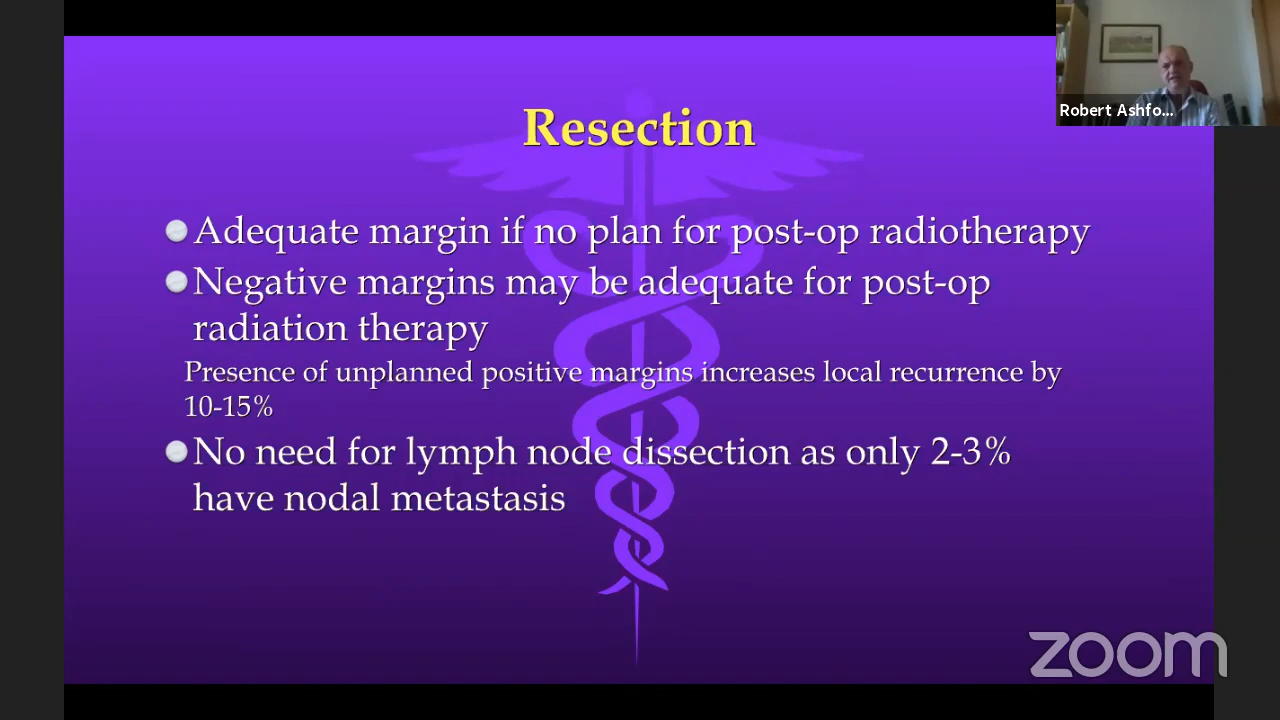 Robert Ashfo...
Resection
Adequate margin if no plan for post-op radiotherapy
Negative margins may be adequate for post-op
radiation therapy
Presence of unplanned positive margins increases local recurrence by
10-15%
No need for lymph node dissection as only 2-3%
have nodal metastasis
zoom